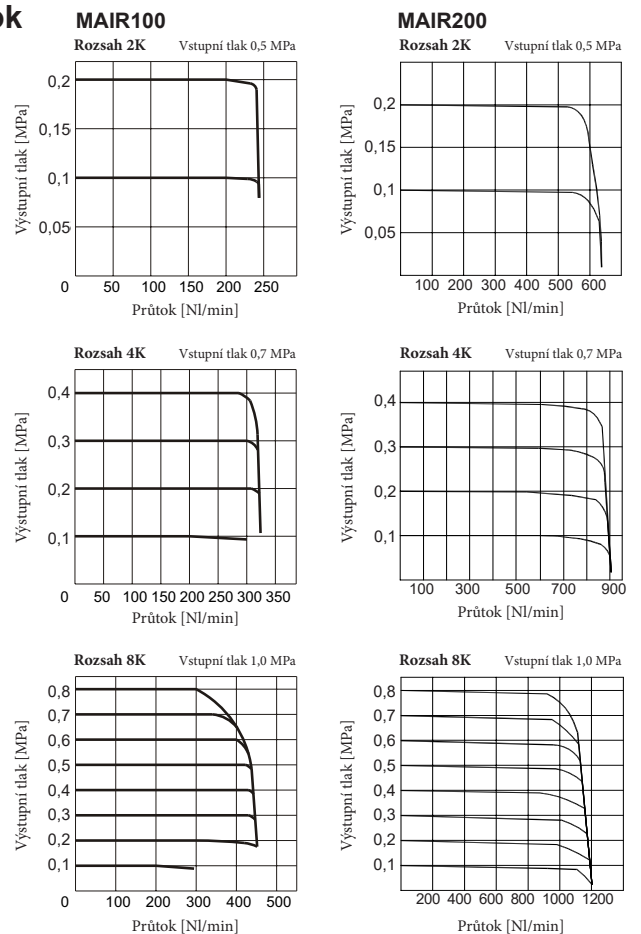 ok
MAIR100
MAIR200
Rozsah 2K Vstupní tlak 0,5 MPa
Výstupní tlak [MPa]
0,2
0,15
0,1
0,05
0 50 100 150 200 250
Průtok [Nl/min]
Rozsah 2K Vstupní tlak 0,5 MPa
Výstupní tlak [MPa]
0,2
0,15
0,1
0,05
100 200 300 400 500 600
Průtok [Nl/min]
Rozsah 4K Vstupní tlak 0,7 MPa
Výstupní tlak [MPa]
0,4
0,3
0,2
0,1
0 50 100 150 200 250 300 350
Průtok [Nl/min]
Rozsah 4K Vstupní tlak 0,7 MPa
Výstupní tlak [MPa]
0,4
0,3
0,2
0,1
100 300 500 700 900
Průtok [Nl/min]
Rozsah 8K Vstupní tlak 1,0 MPa
Výstupní tlak [MPa]
0,8
0,7
0,6
0,5
0,4
0,3
0,2
0,1
0 100 200 300 400 500
Průtok [Nl/min]
Rozsah 8K Vstupní tlak 1,0 MPa
Výstupní tlak [MPa]
0,8
0,7
0,6
0,5
0,4
0,3
0,2
0,1
200 400 600 800 1000 1200
Průtok [Nl/min]